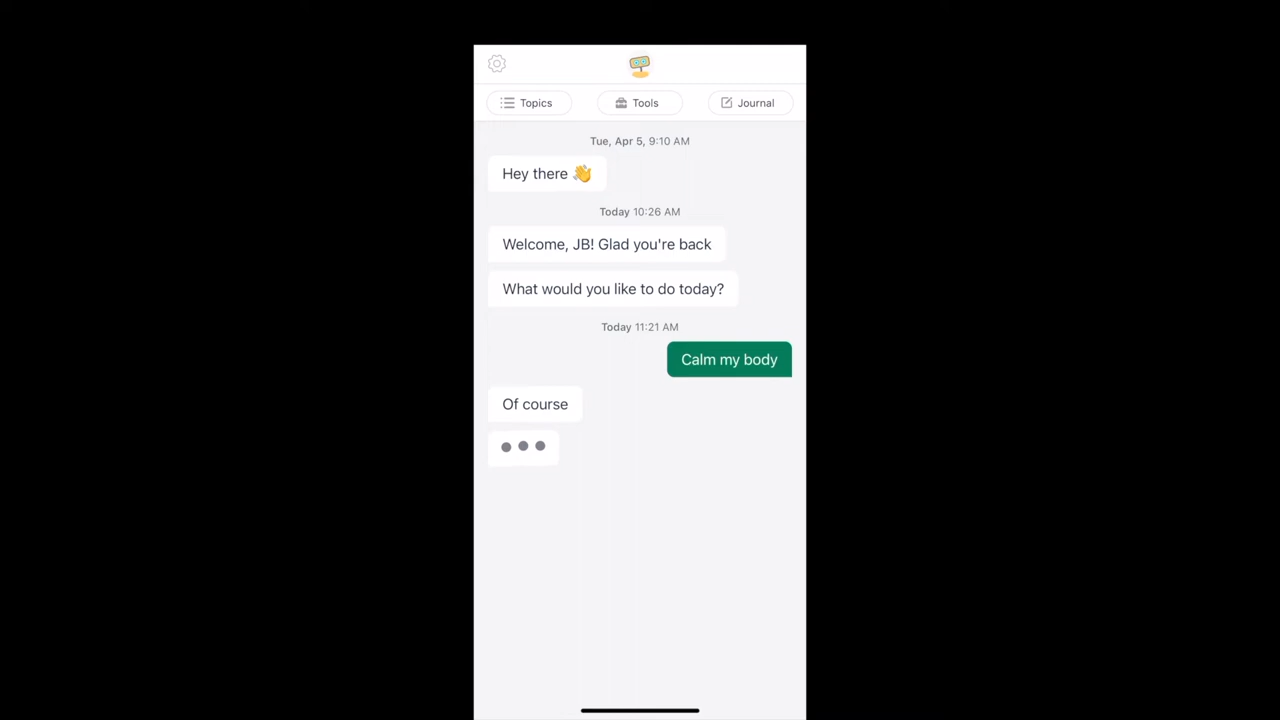 Topics
Tools
Journal
Tue, Apr 5, 9:10 AM
Hey there 👋
Today 10:26 AM
Welcome, JB! Glad you're back
What would you like to do today?
Today 11:21 AM
Calm my body
Of course